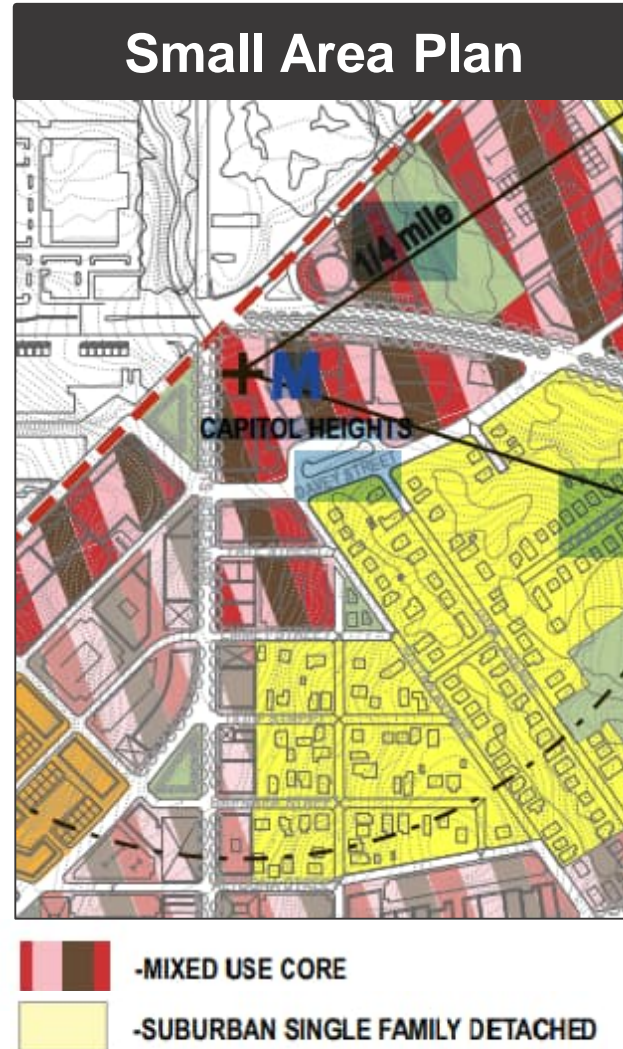 Small Area Plan
1/4 mile
M
CAPITOL HEIGHTS
DAVEY STREET
-MIXED USE CORE
-SUBURBAN SINGLE FAMILY DETACHED